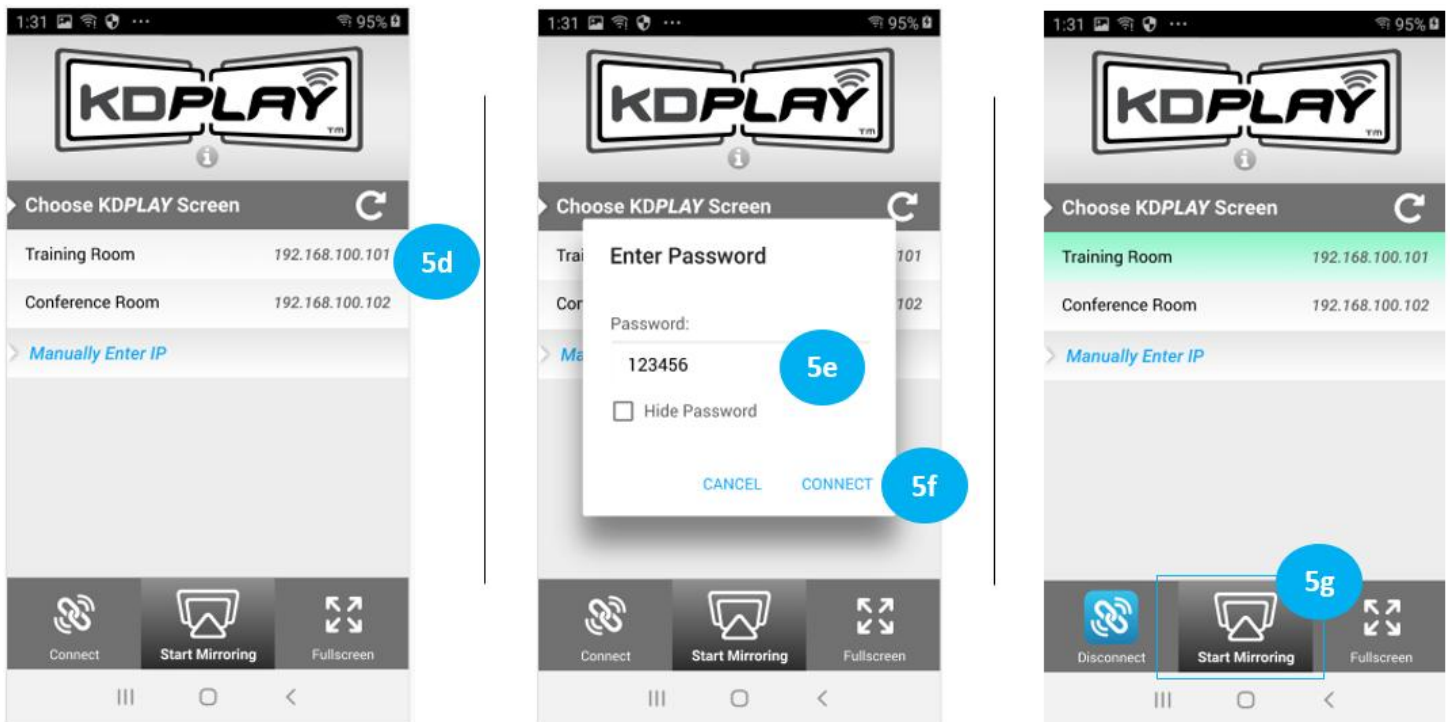 1:31 ... 95%
KDPLAY TM
i
Choose KDPLAY Screen
Training Room 192.168.100.101
5d
Conference Room 192.168.100.102
Manually Enter IP
Connect Start Mirroring Fullscreen
1:31 ... 95%
KDPLAY TM
i
Choose KDPLAY Screen
Trai 101
Enter Password
Con 102
Password:
Ma
123456
5e
Hide Password
CANCEL CONNECT
5f
Connect Start Mirroring Fullscreen
1:31 ... 95%
KDPLAY TM
i
Choose KDPLAY Screen
Training Room 192.168.100.101
Conference Room 192.168.100.102
Manually Enter IP
5g
Disconnect Start Mirroring Fullscreen